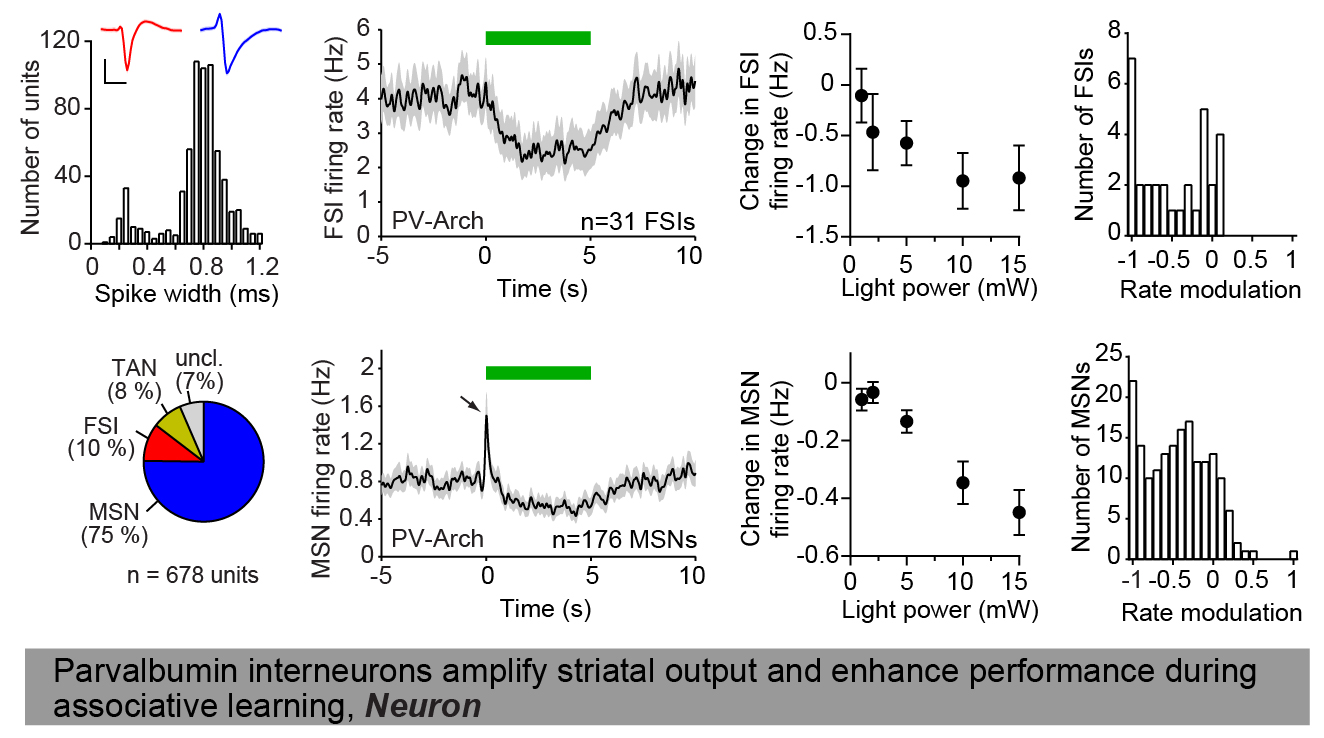 120
80
40
0
Number of units
0 0.4 0.8 1.2
Spike width (ms)
6
5
4
3
2
1
0
FSI firing rate (Hz)
PV-Arch n=31 FSIs
-5 0 5 10
Time (s)
0.5
0
-0.5
-1.0
-1.5
Change in FSI
firing rate (Hz)
0 5 10 15
Light power (mW)
8
6
4
2
0
Number of FSIs
-1 -0.5 0 0.5 1
Rate modulation
TAN
(8 %)
uncl.
(7%)
FSI
(10 %)
MSN
(75 %)
n = 678 units
2
1.6
1.2
0.8
0.4
0
MSN firing rate (Hz)
PV-Arch n=176 MSNs
-5 0 5 10
Time (s)
0
-0.2
-0.4
-0.6
Change in MSN
firing rate (Hz)
0 5 10 15
Light power (mW)
25
20
15
10
5
0
Number of MSNs
-1 -0.5 0 0.5 1
Rate modulation
Parvalbumin interneurons amplify striatal output and enhance performance during
associative learning, Neuron